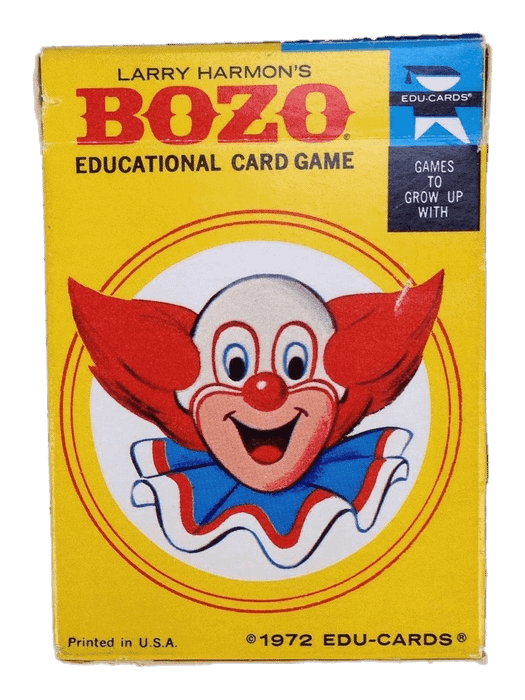 LARRY HARMON'S
BOZO®
EDUCATIONAL CARD GAME
EDU-CARDS®
GAMES
TO
GROW UP
WITH
Printed in U.S.A.
©1972 EDU-CARDS®